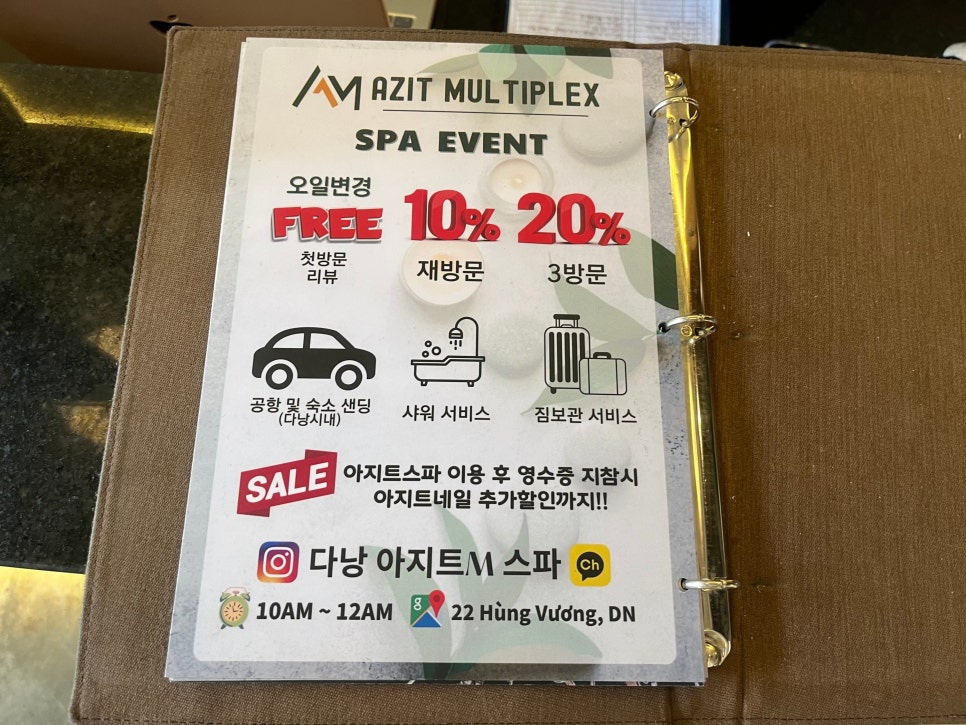 AM AZIT MULTIPLEX
SPA EVENT
오일변경
FREE
첫방문
리뷰
10%
재방문
20%
3방문
공항 및 숙소 샌딩
(다낭시내)
샤워 서비스
짐보관 서비스
SALE
아지트스파 이용 후 영수증 지참시
아지트네일 추가할인까지!!
다낭 아지트M 스파
Ch
10AM ~ 12AM
g
22 Hùng Vương, DN